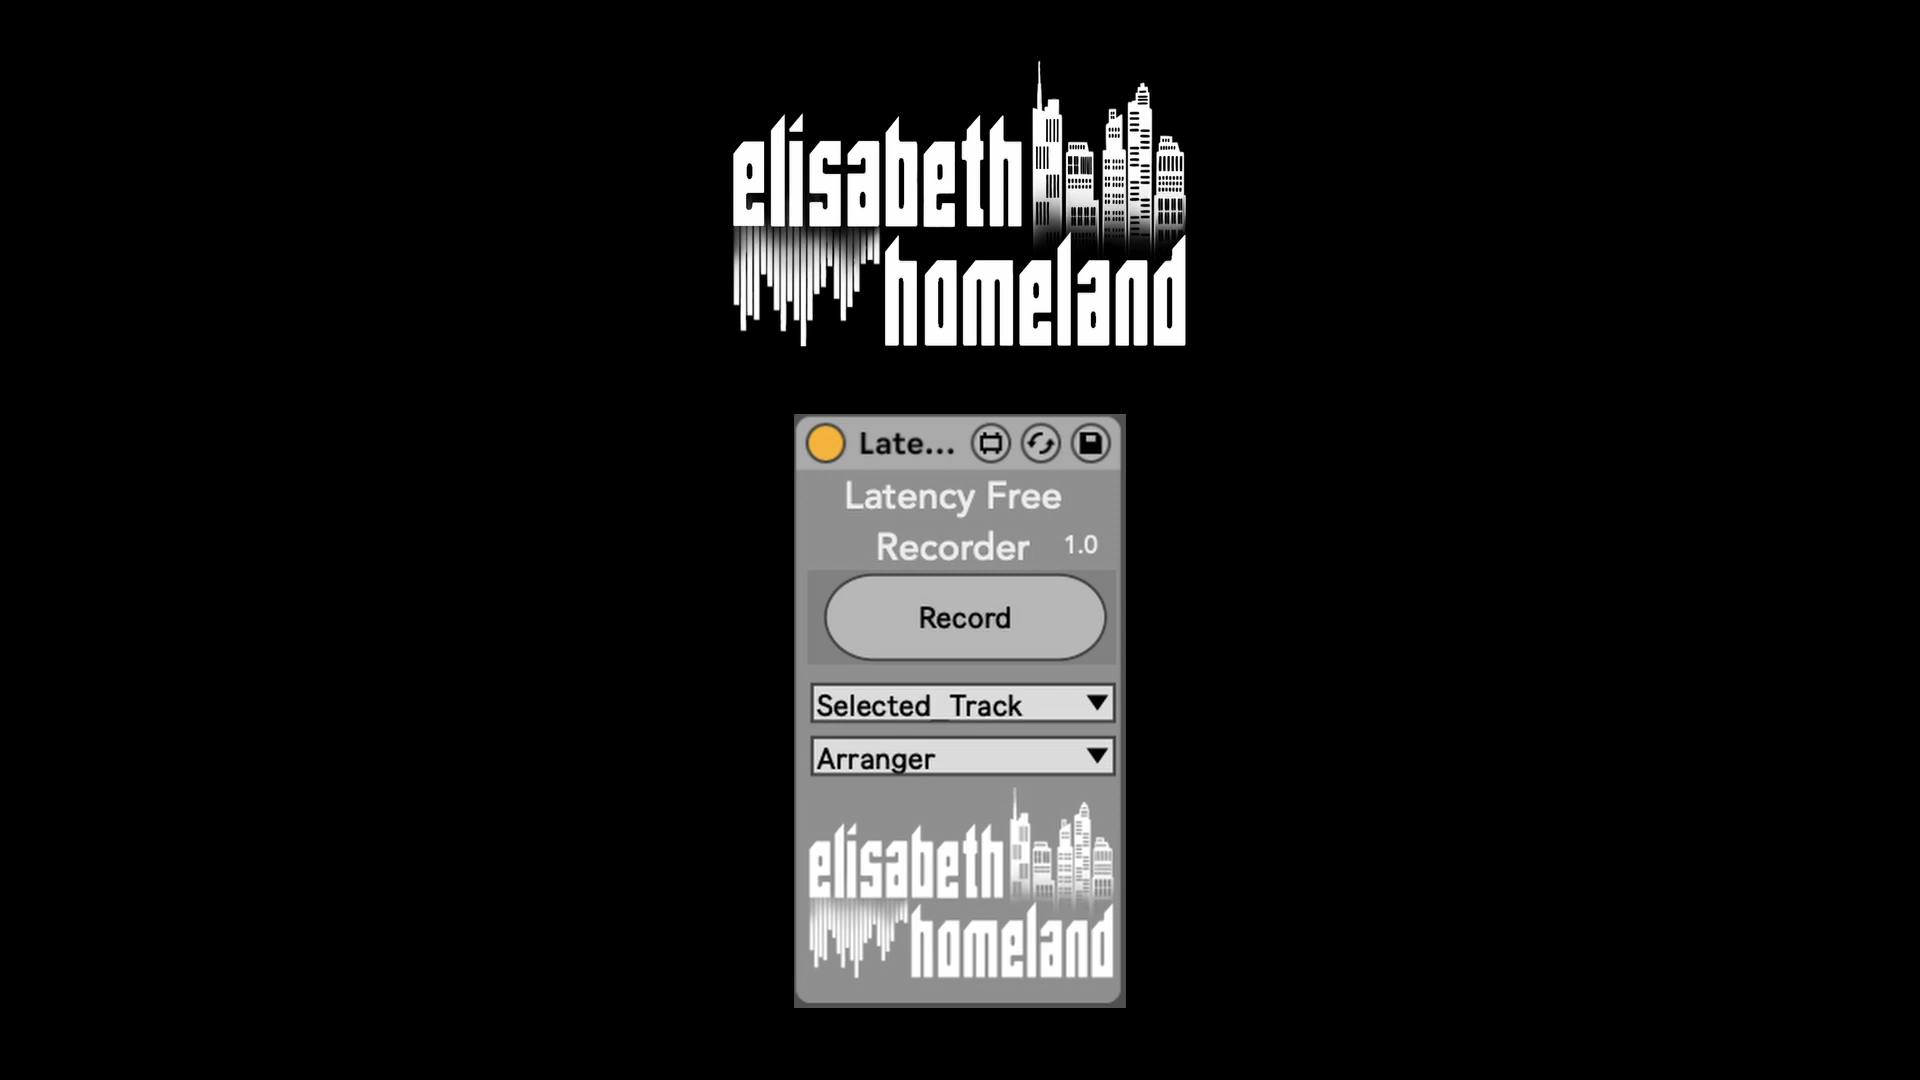 elisabeth
homeland
Late...
Latency Free
Recorder 1.0
Record
Selected_Track
Arranger
elisabeth
homeland